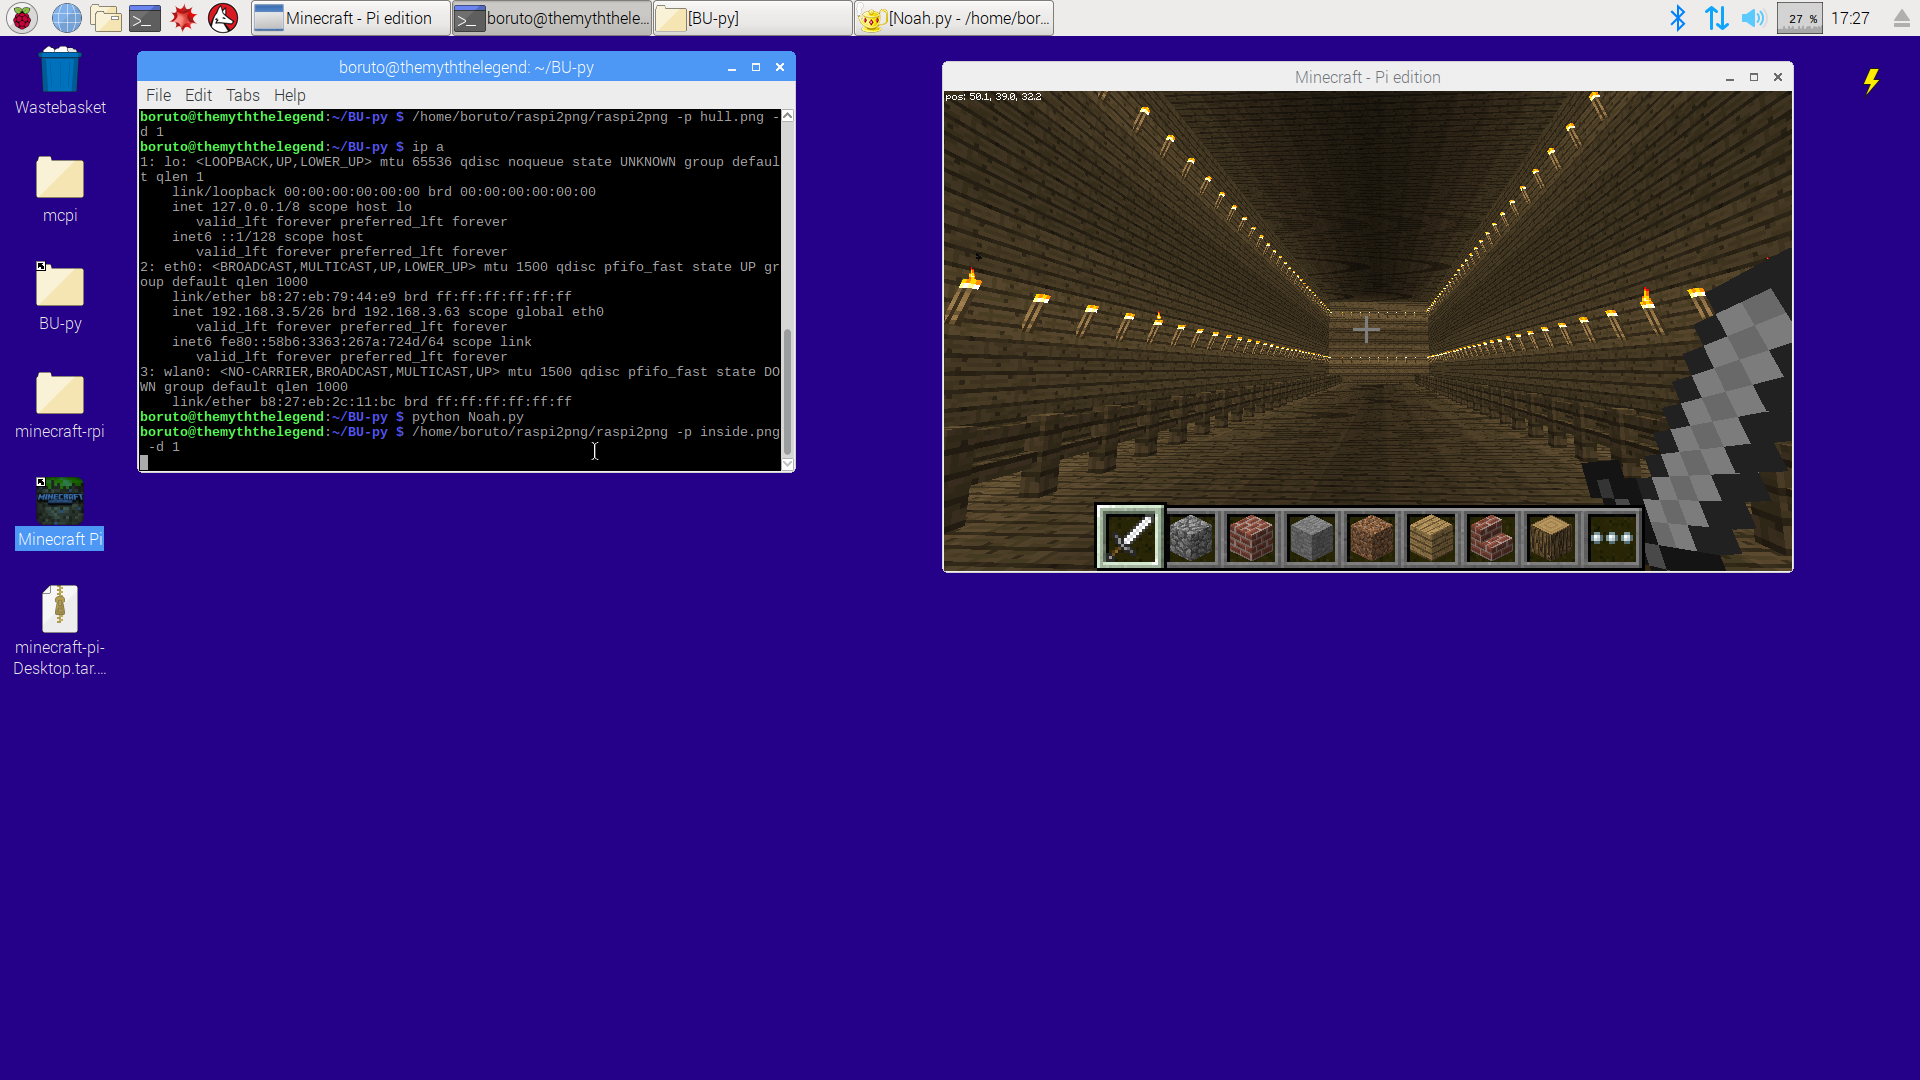 Minecraft - Pi edition
boruto@themyththele...
[BU-py]
[Noah.py - /home/bor...
27 %
17:27
Wastebasket
mcpi
BU-py
minecraft-rpi
MINECRAFT
Minecraft Pi
minecraft-pi-
Desktop.tar....
boruto@themyththelegend: ~/BU-py
File Edit Tabs Help
boruto@themyththelegend:~/BU-py $ /home/boruto/raspi2png/raspi2png -p hull.png -
d 1
boruto@themyththelegend:~/BU-py $ ip a
1: lo: <LOOPBACK,UP,LOWER_UP> mtu 65536 qdisc noqueue state UNKNOWN group defaul
t qlen 1
link/loopback 00:00:00:00:00:00 brd 00:00:00:00:00:00
inet 127.0.0.1/8 scope host lo
valid_lft forever preferred_lft forever
inet6 ::1/128 scope host
valid_lft forever preferred_lft forever
2: eth0: <BROADCAST,MULTICAST,UP,LOWER_UP> mtu 1500 qdisc pfifo_fast state UP gr
oup default qlen 1000
link/ether b8:27:eb:79:44:e9 brd ff:ff:ff:ff:ff:ff
inet 192.168.3.5/26 brd 192.168.3.63 scope global eth0
valid_lft forever preferred_lft forever
inet6 fe80::58b6:3363:267a:724d/64 scope link
valid_lft forever preferred_lft forever
3: wlan0: <NO-CARRIER,BROADCAST,MULTICAST,UP> mtu 1500 qdisc pfifo_fast state DO
WN group default qlen 1000
link/ether b8:27:eb:2c:11:bc brd ff:ff:ff:ff:ff:ff
boruto@themyththelegend:~/BU-py $ python Noah.py
boruto@themyththelegend:~/BU-py $ /home/boruto/raspi2png/raspi2png -p inside.png
-d 1
Minecraft - Pi edition
pos: 50.1, 39.0, 32.2